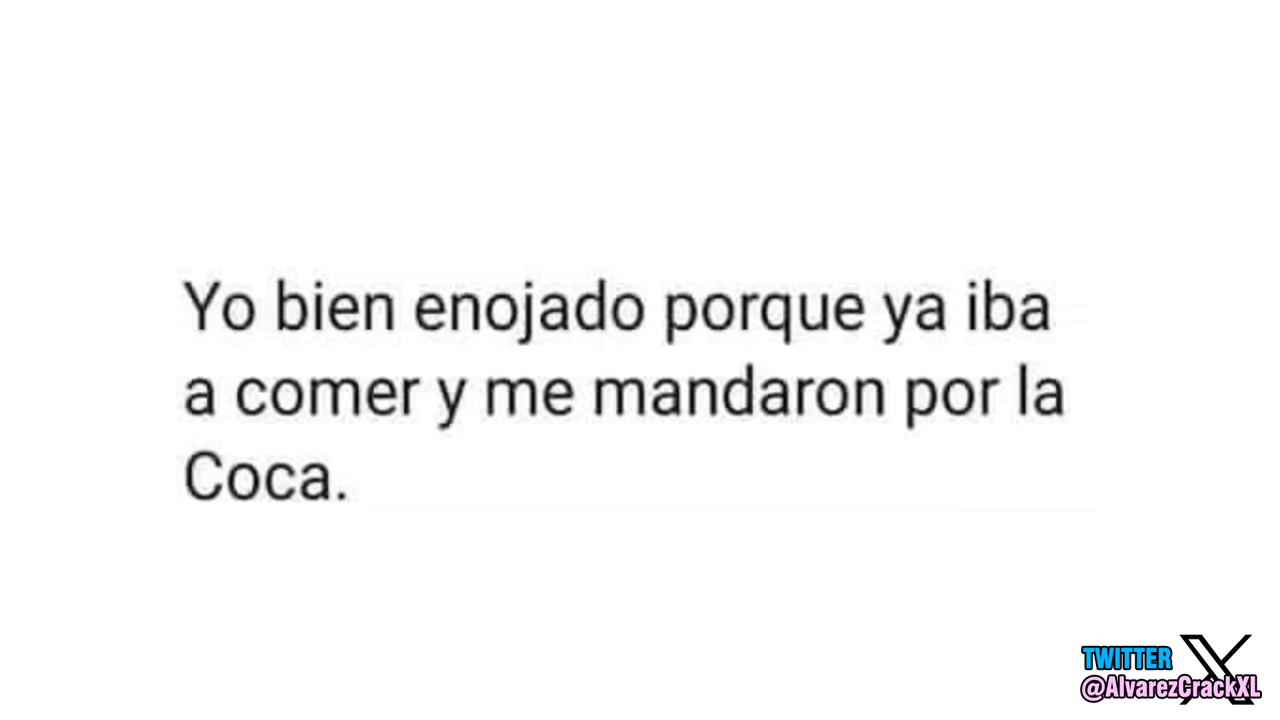 Yo bien enojado porque ya iba
a comer y me mandaron por la
Coca.
TWITTER
@AlvarezCrackXL